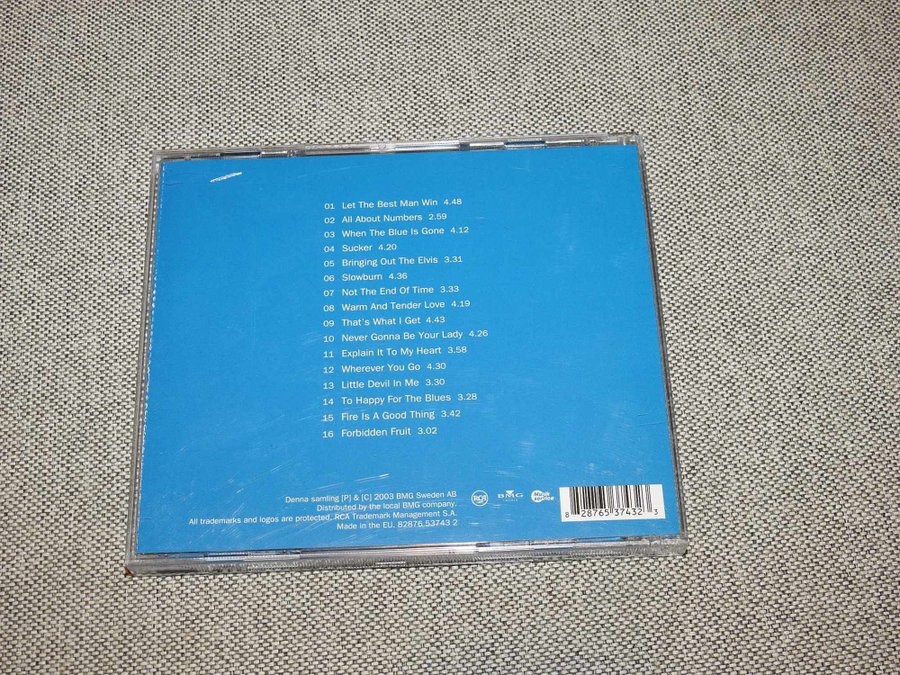 01 Let The Best Man Win 4.48
02 All About Numbers 2.59
03 When The Blue Is Gone 4.12
04 Sucker 4.20
05 Bringing Out The Elvis 3.31
06 Slowburn 4.36
07 Not The End Of Time 3.33
08 Warm And Tender Love 4.19
09 That's What I Get 4.43
10 Never Gonna Be Your Lady 4.26
11 Explain It To My Heart 3.58
12 Wherever You Go 4.30
13 Little Devil In Me 3.30
14 To Happy For The Blues 3.28
15 Fire Is A Good Thing 3.42
16 Forbidden Fruit 3.02
Denna samling [P] & [C] 2003 BMG Sweden AB
Distributed by the local BMG company.
All trademarks and logos are protected. RCA Trademark Management S.A.
Made in the EU. 82876 53743 2
RCA
BMG
8 28765 37432 3